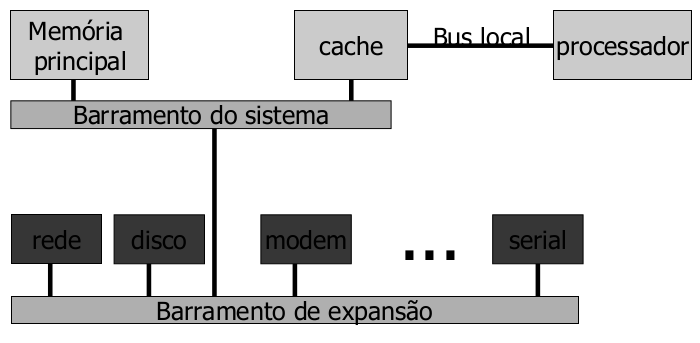 Memória
principal
cache
Bus local
processador
Barramento do sistema
rede
disco
modem
...
serial
Barramento de expansão